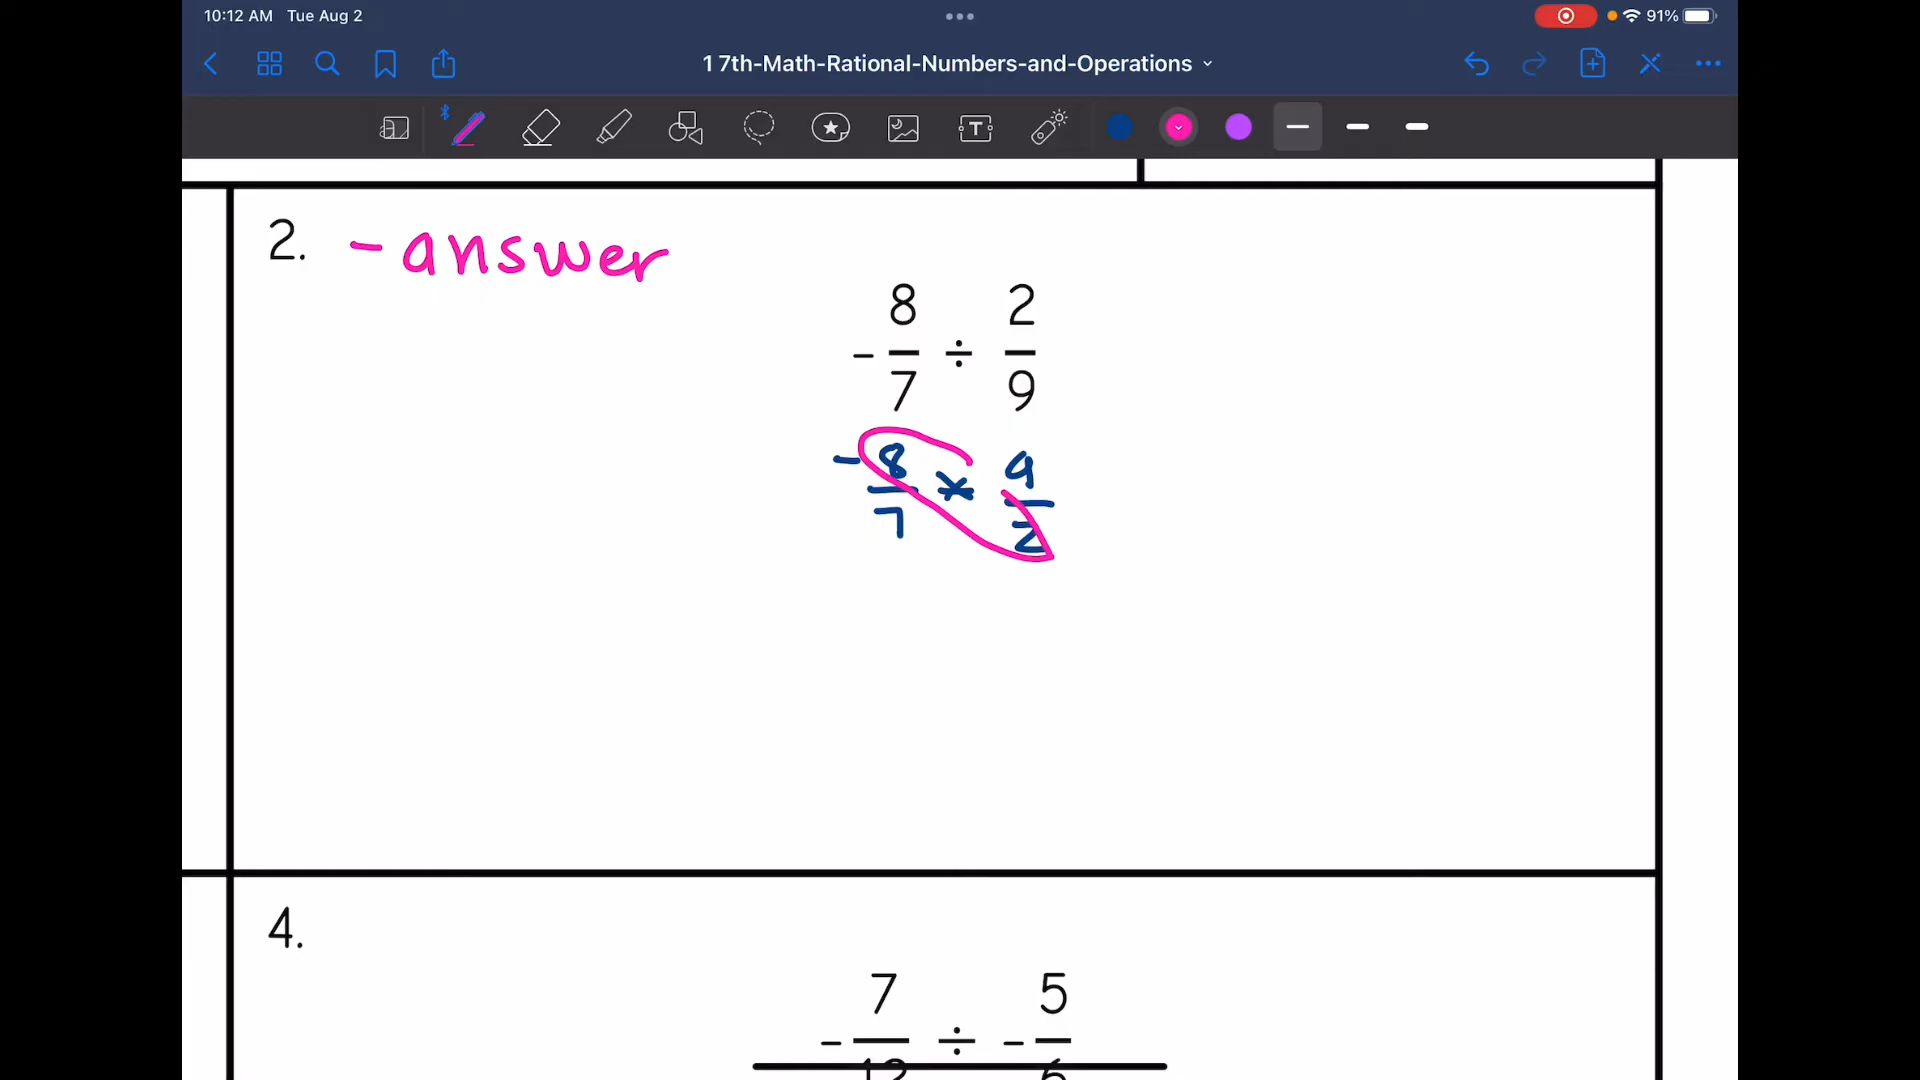 10:12 AM Tue Aug 2
91%
1 7th-Math-Rational-Numbers-and-Operations
T
2. - answer
8 2
- — ÷ —
7 9
- 8 9
— * —
7 2
4.
7 5
- — ÷ - —